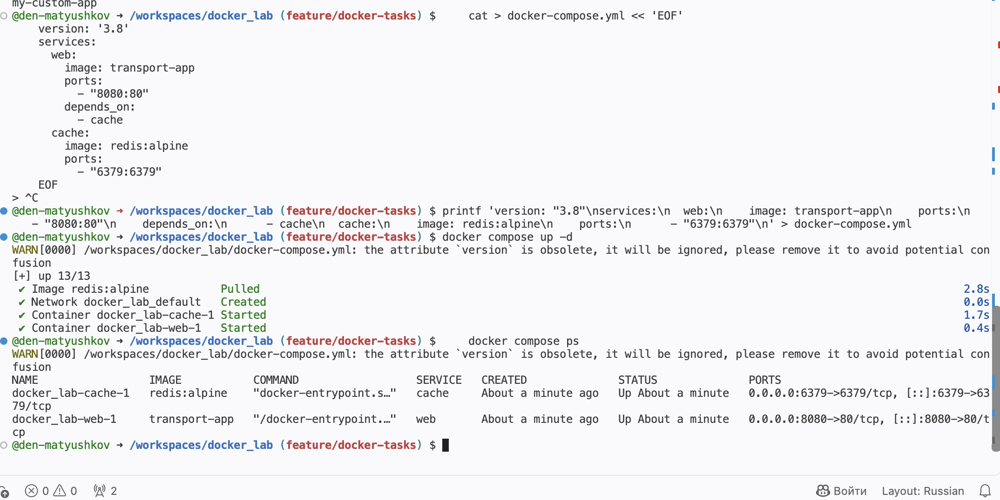 my-custom-app
@den-matyushkov ➜ /workspaces/docker_lab (feature/docker-tasks) $     cat > docker-compose.yml << 'EOF'
    version: '3.8'
    services:
      web:
        image: transport-app
        ports:
          - "8080:80"
        depends_on:
          - cache
      cache:
        image: redis:alpine
        ports:
          - "6379:6379"
    EOF
> ^C
@den-matyushkov ➜ /workspaces/docker_lab (feature/docker-tasks) $ printf 'version: "3.8"\nservices:\n  web:\n    image: transport-app\n    ports:\n
   - "8080:80"\n    depends_on:\n      - cache\n  cache:\n    image: redis:alpine\n    ports:\n      - "6379:6379"\n' > docker-compose.yml
@den-matyushkov ➜ /workspaces/docker_lab (feature/docker-tasks) $ docker compose up -d
WARN[0000] /workspaces/docker_lab/docker-compose.yml: the attribute `version` is obsolete, it will be ignored, please remove it to avoid potential con
fusion
[+] up 13/13
 ✔ Image redis:alpine           Pulled 2.8s
 ✔ Network docker_lab_default   Created 0.0s
 ✔ Container docker_lab-cache-1 Started 1.7s
 ✔ Container docker_lab-web-1   Started 0.4s
@den-matyushkov ➜ /workspaces/docker_lab (feature/docker-tasks) $     docker compose ps
WARN[0000] /workspaces/docker_lab/docker-compose.yml: the attribute `version` is obsolete, it will be ignored, please remove it to avoid potential con
fusion
NAME                 IMAGE           COMMAND                  SERVICE   CREATED              STATUS              PORTS
docker_lab-cache-1   redis:alpine    "docker-entrypoint.s…"   cache     About a minute ago   Up About a minute   0.0.0.0:6379->6379/tcp, [::]:6379->63
79/tcp
docker_lab-web-1     transport-app   "/docker-entrypoint.…"   web       About a minute ago   Up About a minute   0.0.0.0:8080->80/tcp, [::]:8080->80/t
cp
@den-matyushkov ➜ /workspaces/docker_lab (feature/docker-tasks) $
0 0 2 Войти Layout: Russian